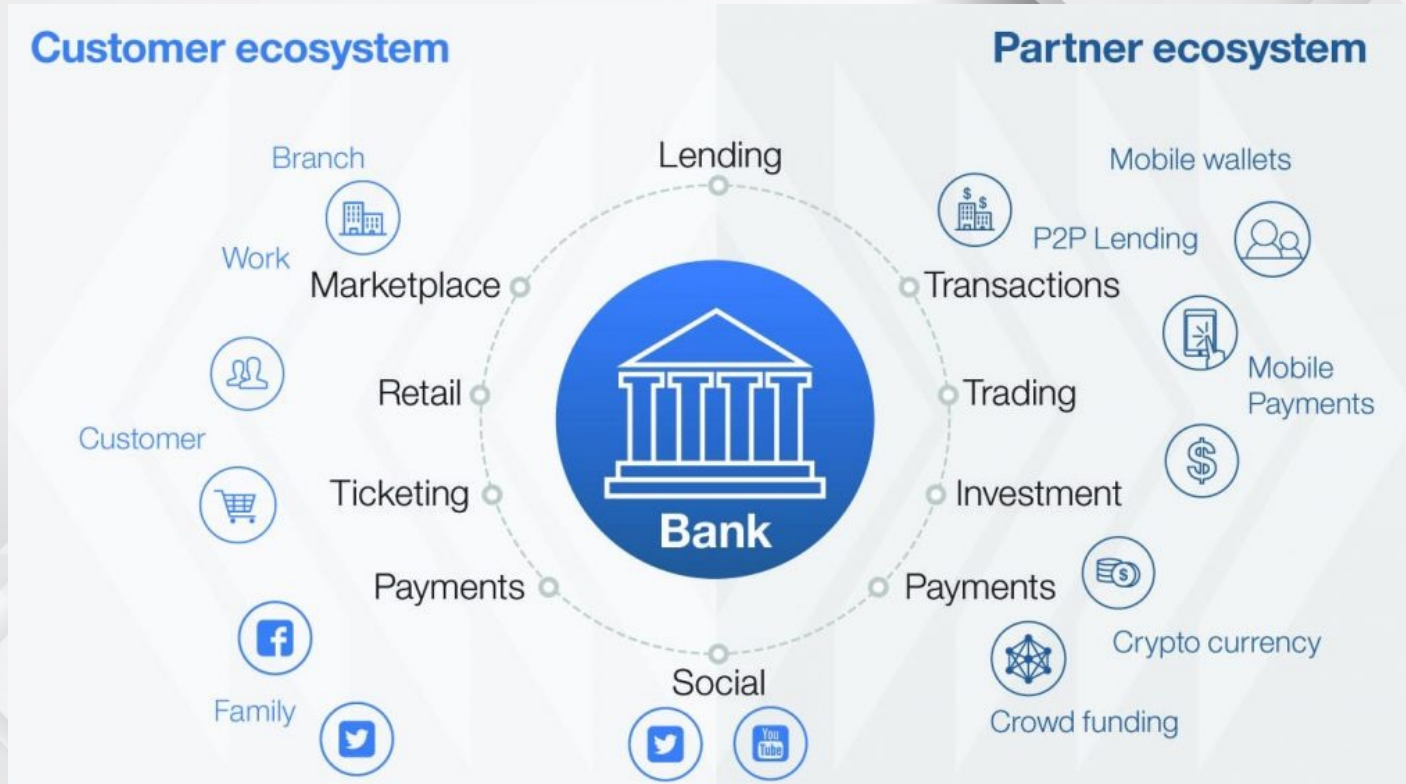 Customer ecosystem
Partner ecosystem
Branch
Lending
Mobile wallets
Work
P2P Lending
Marketplace
Transactions
Retail
Trading
Mobile
Payments
Customer
Ticketing
Investment
Bank
Payments
Payments
Crypto currency
Social
Family
Crowd funding
You
Tube